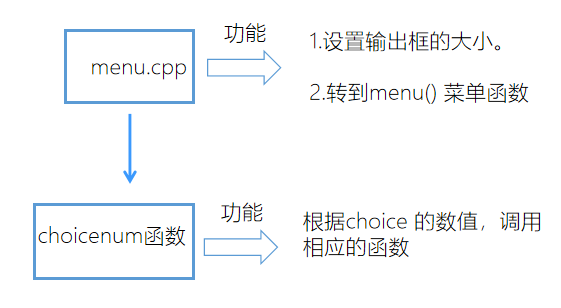 功能
menu.cpp
1.设置输出框的大小。
2.转到menu() 菜单函数
功能
choicenum函数
根据choice 的数值，调用
相应的函数